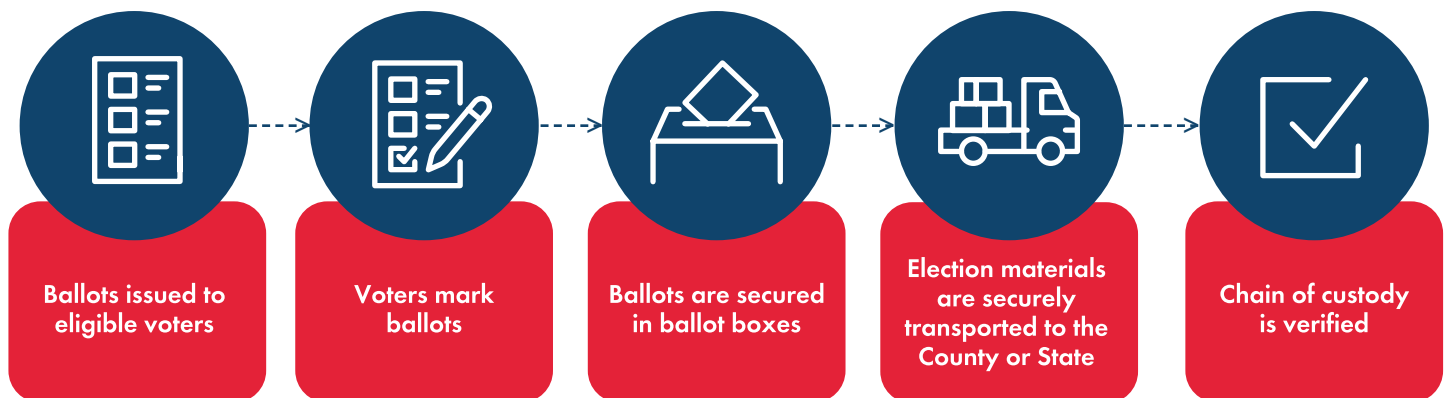 Ballots issued to
eligible voters
Voters mark
ballots
Ballots are secured
in ballot boxes
Election materials
are securely
transported to the
County or State
Chain of custody
is verified